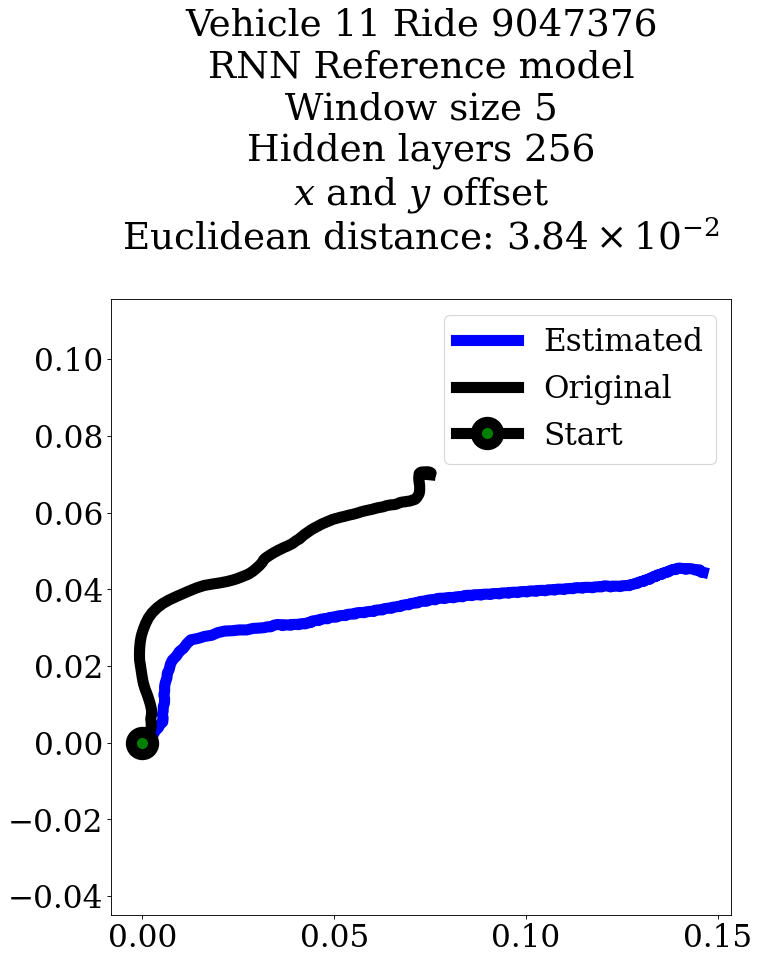 Vehicle 11 Ride 9047376
RNN Reference model
Window size 5
Hidden layers 256
x and y offset
Euclidean distance: 3.84 × 10⁻²
Estimated
Original
Start
0.10
0.08
0.06
0.04
0.02
0.00
−0.02
−0.04
0.00 0.05 0.10 0.15